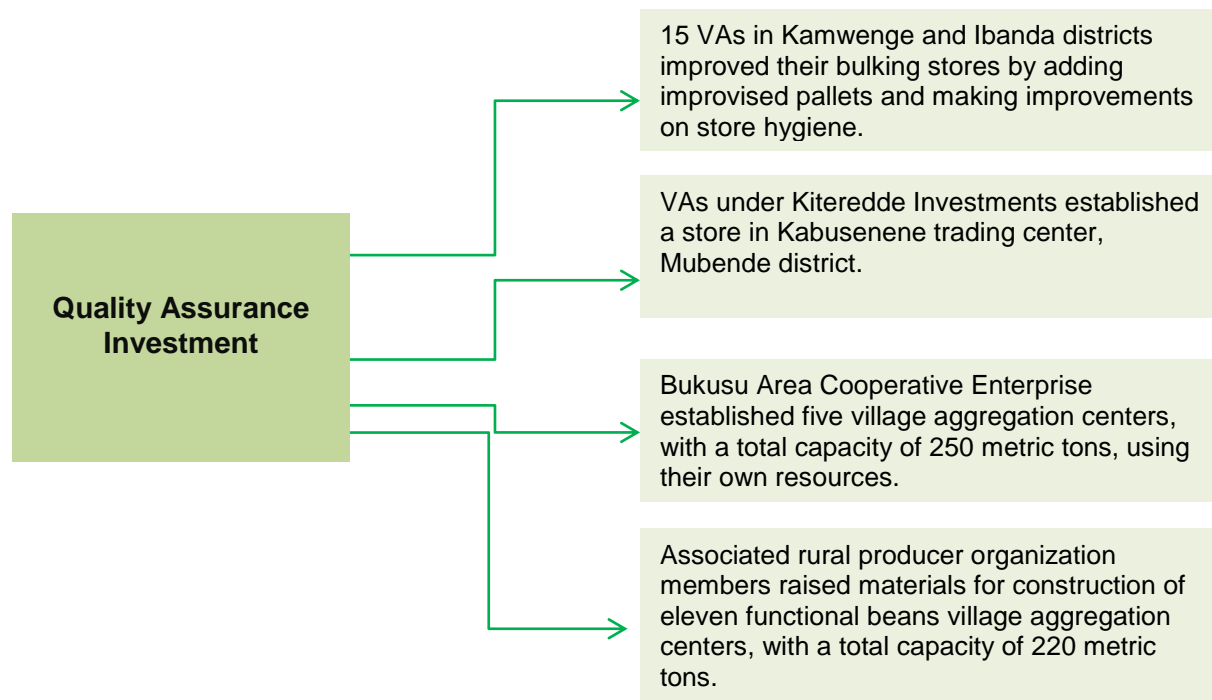 15 VAs in Kamwenge and Ibanda districts
improved their bulking stores by adding
improvised pallets and making improvements
on store hygiene.
VAs under Kiteredde Investments established
a store in Kabusenene trading center,
Mubende district.
Quality Assurance
Investment
Bukusu Area Cooperative Enterprise
established five village aggregation centers,
with a total capacity of 250 metric tons, using
their own resources.
Associated rural producer organization
members raised materials for construction of
eleven functional beans village aggregation
centers, with a total capacity of 220 metric
tons.